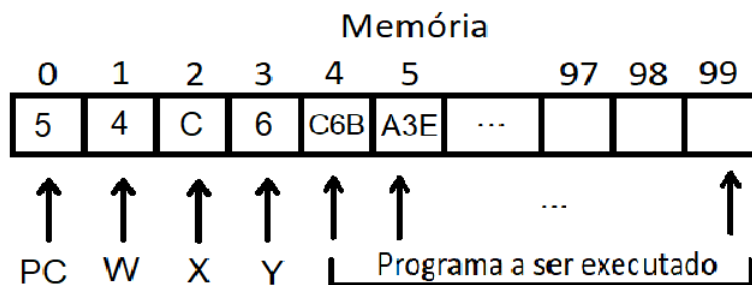 Memória
0 1 2 3 4 5 97 98 99
5 4 C 6 C6B A3E ...
...
PC W X Y Programa a ser executado